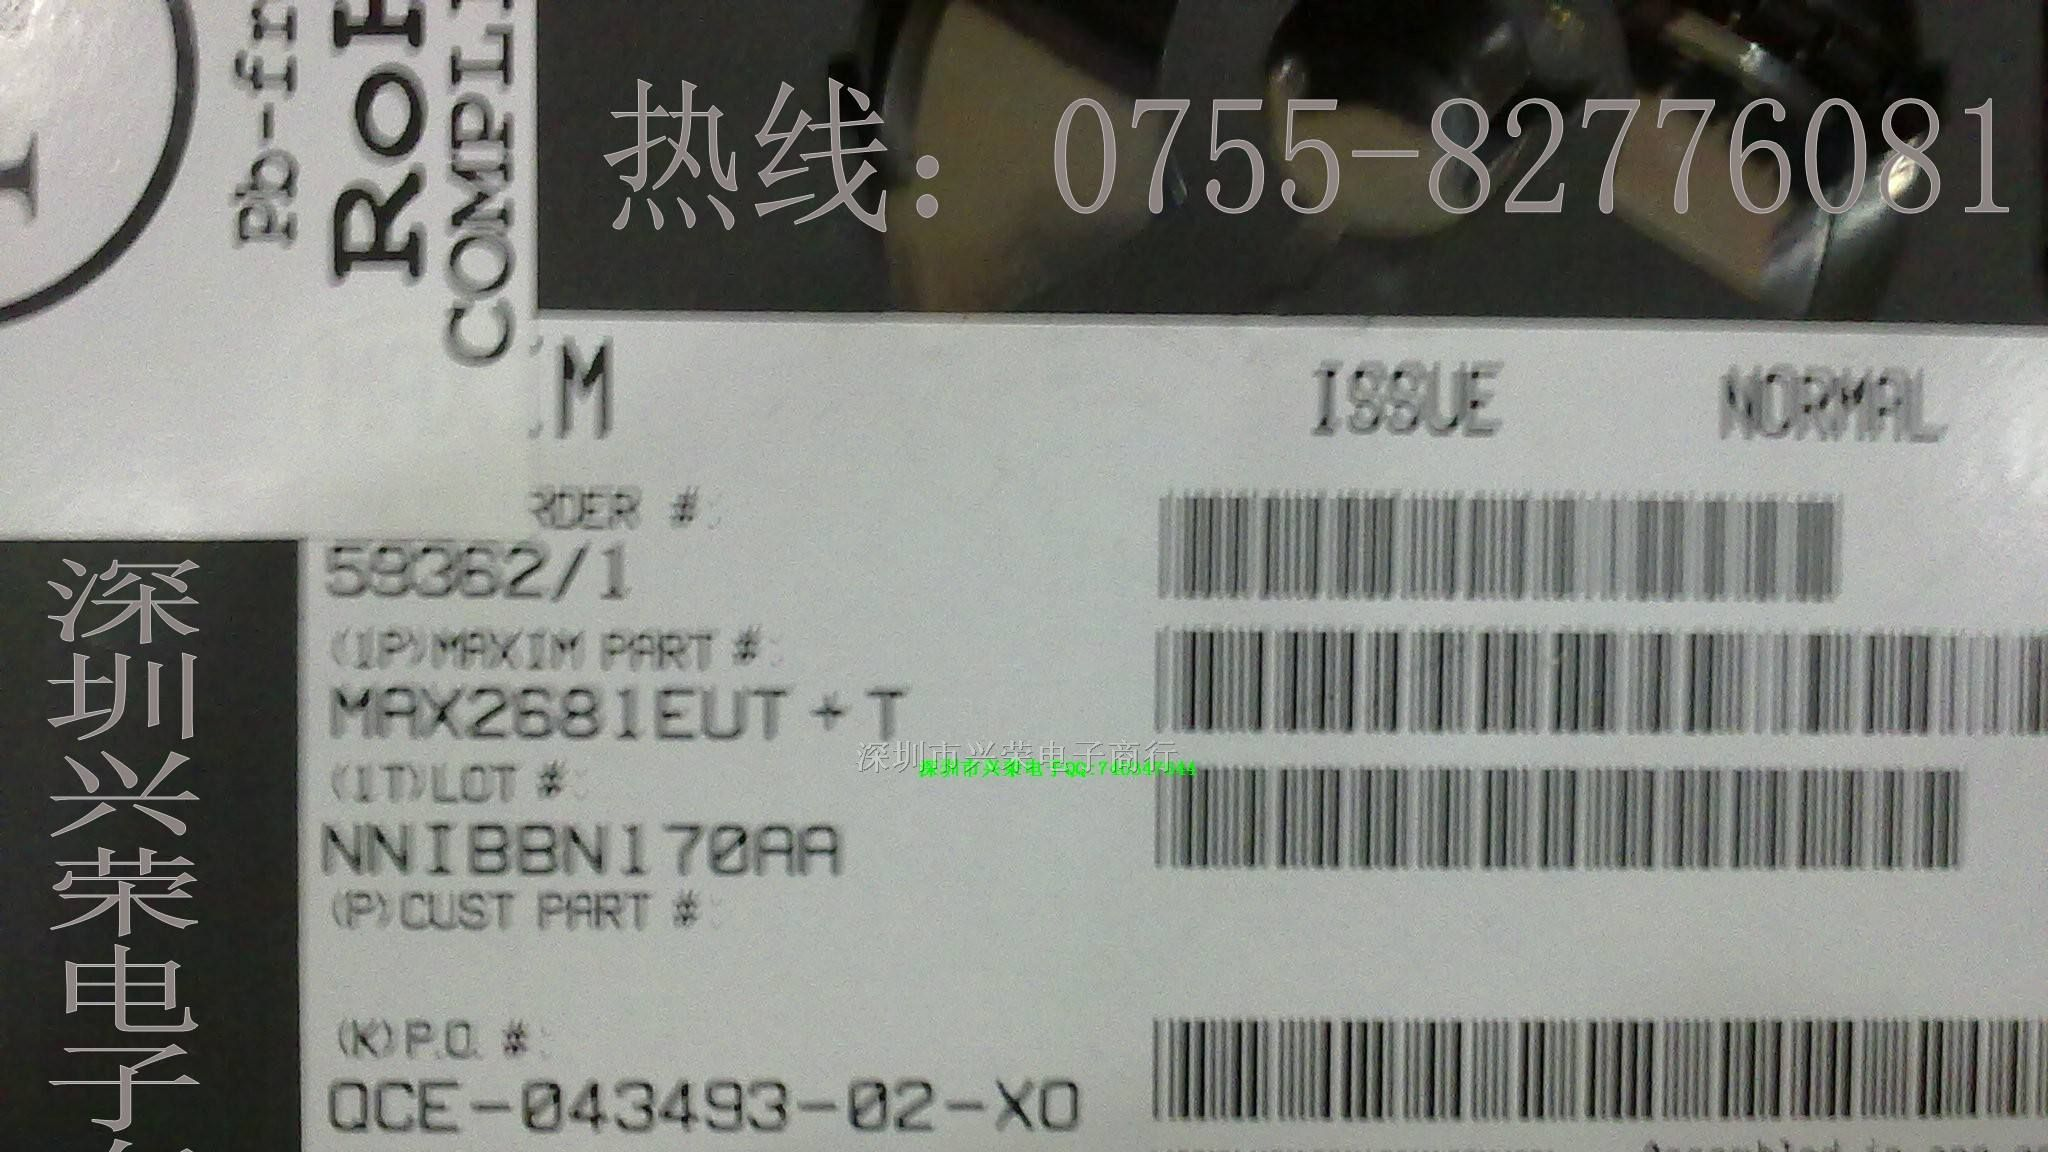 Pb-fr
RoH
COMPLI
热线：0755-82776081
M
ISSUE NORMAL
RDER #:
59362/1
(1P)MAXIM PART #:
MAX2681EUT+T
深圳市兴荣电子商行
(1T)LOT #:
NNIBBN170AA
(P)CUST PART #:
(K)P.O. #:
QCE-043493-02-XO
深圳兴荣电子